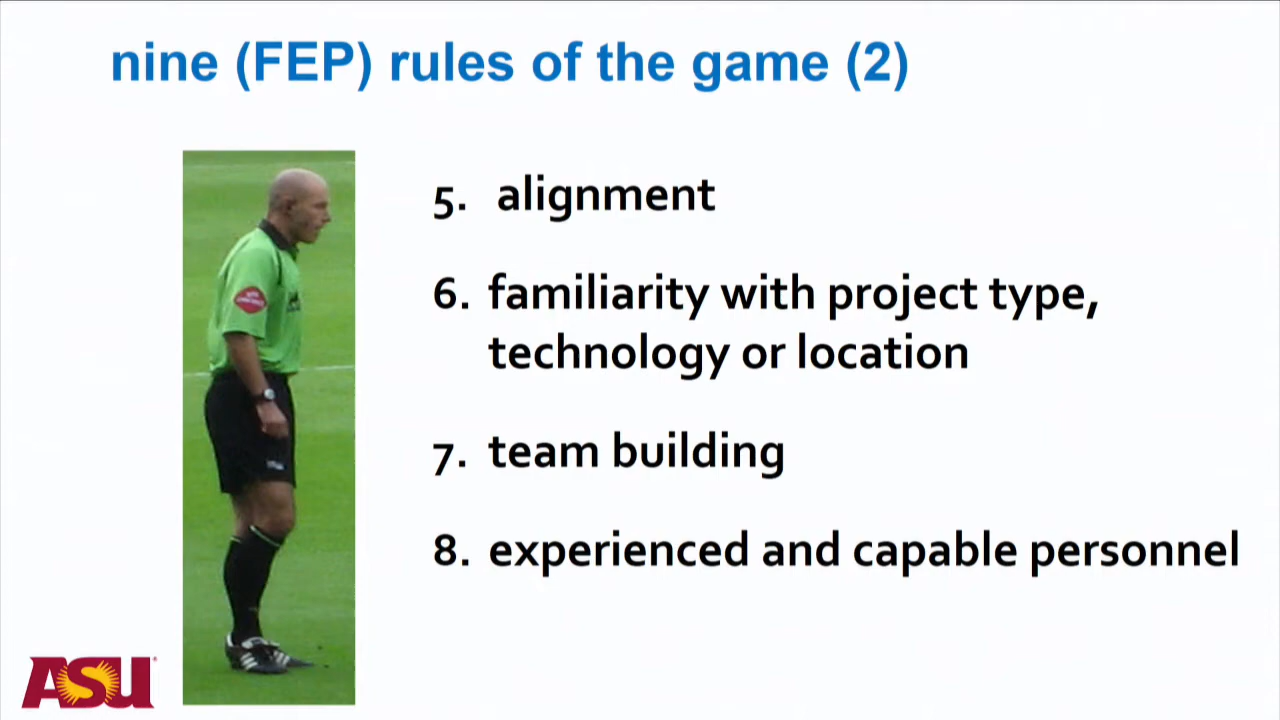 nine (FEP) rules of the game (2)
5. alignment
6. familiarity with project type,
technology or location
7. team building
8. experienced and capable personnel
ASU